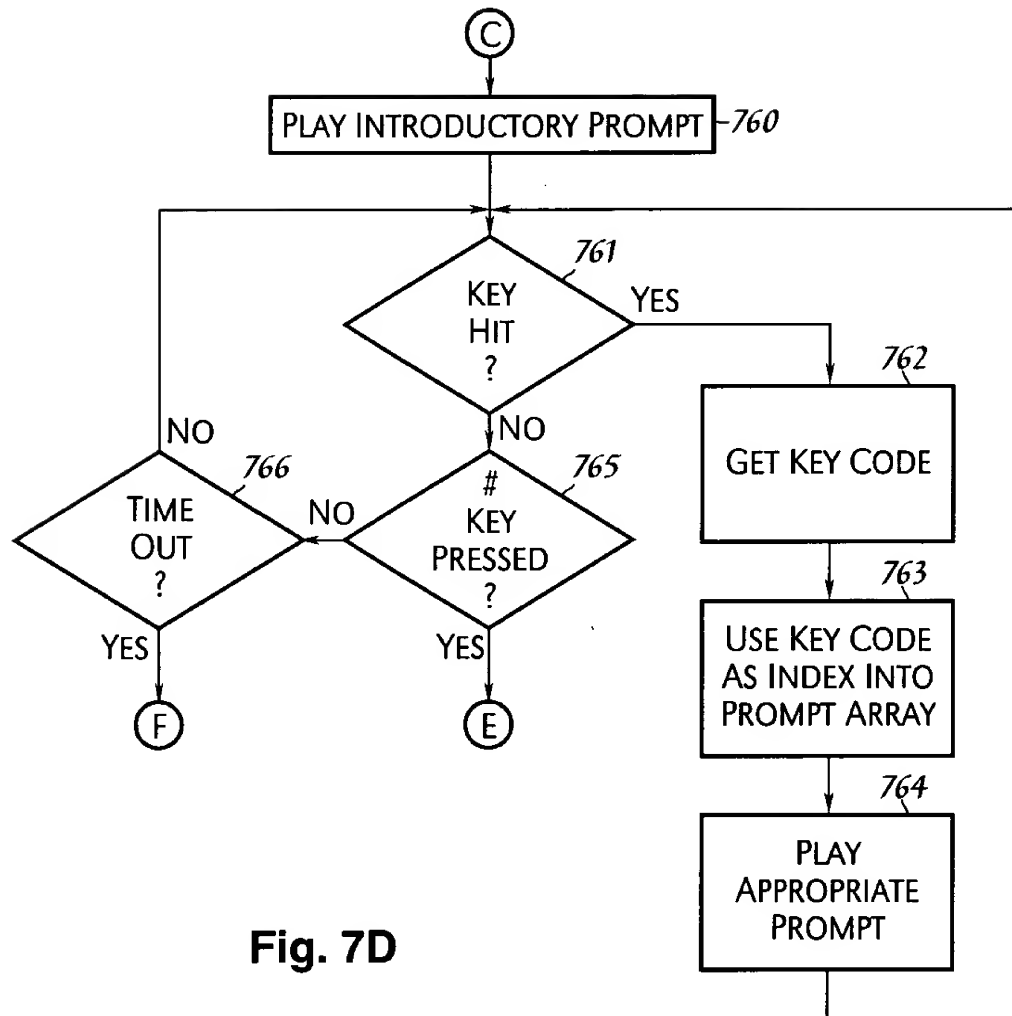 C
PLAY INTRODUCTORY PROMPT
760
761
KEY
HIT
?
YES
NO
762
GET KEY CODE
765
#
KEY
PRESSED
?
NO
YES
E
766
TIME
OUT
?
NO
YES
F
763
USE KEY CODE
AS INDEX INTO
PROMPT ARRAY
764
PLAY
APPROPRIATE
PROMPT
Fig. 7D